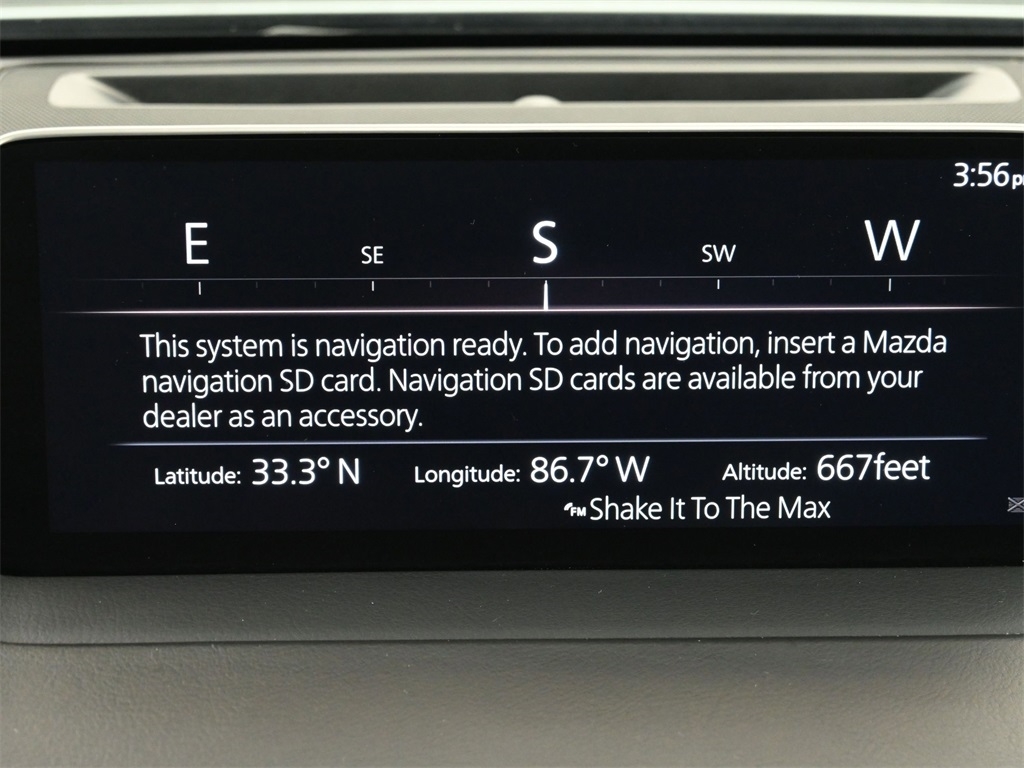 3:56pm
E SE S SW W
This system is navigation ready. To add navigation, insert a Mazda
navigation SD card. Navigation SD cards are available from your
dealer as an accessory.
Latitude: 33.3° N Longitude: 86.7° W Altitude: 667feet
FM Shake It To The Max